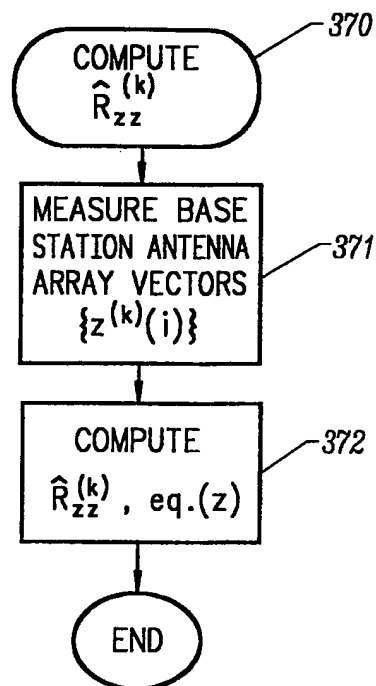 COMPUTE
R̂zz(k)
370
MEASURE BASE
STATION ANTENNA
ARRAY VECTORS
{z(k)(i)}
371
COMPUTE
R̂zz(k), eq.(z)
372
END